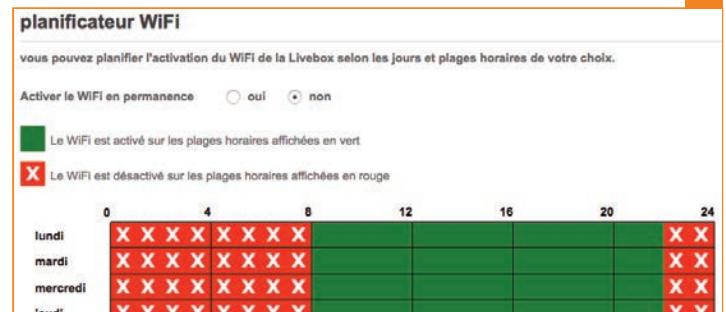 planificateur WiFi
vous pouvez planifier l'activation du WiFi de la Livebox selon les jours et plages horaires de votre choix.
Activer le WiFi en permanence oui non
Le WiFi est activé sur les plages horaires affichées en vert
X Le WiFi est désactivé sur les plages horaires affichées en rouge
0 4 8 12 16 20 24
lundi X X X X X X X X X X
mardi X X X X X X X X X X
mercredi X X X X X X X X X X
jeudi X X X X X X X X X X